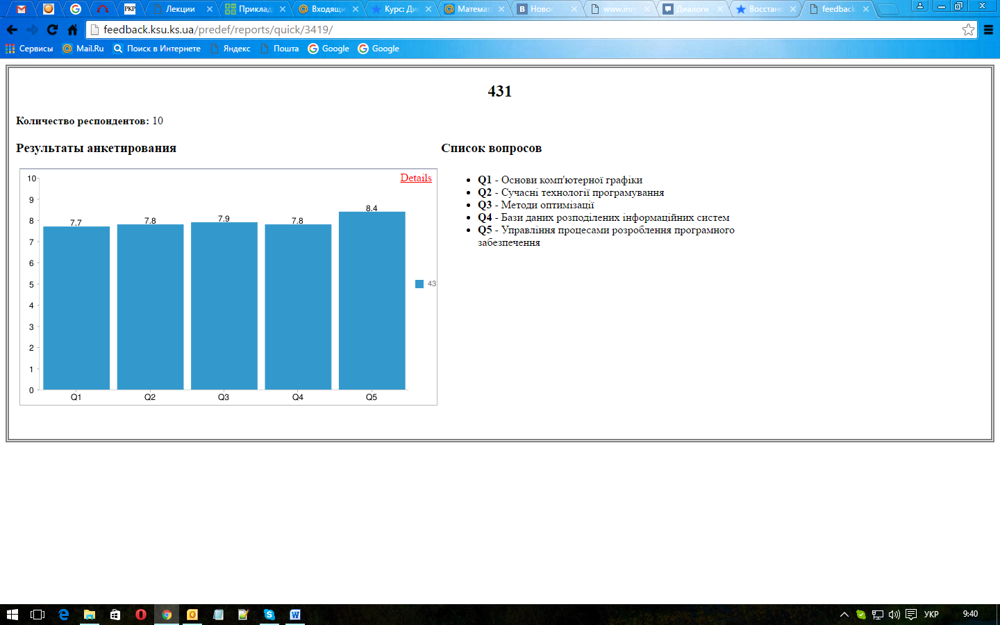 Лекции
Приклад
Входящи
Курс: Ди
Математ
Новос
www.inm
Диалоги
Восстано
feedback
feedback.ksu.ks.ua/predef/reports/quick/3419/
Сервисы
Mail.Ru
Поиск в Интернете
Яндекс
Пошта
Google
Google
431
Количество респондентов: 10
Результаты анкетирования
Details
10
9
8
7
6
5
4
3
2
1
0
7.7
7.8
7.9
7.8
8.4
Q1
Q2
Q3
Q4
Q5
43
Список вопросов
Q1 - Основи комп'ютерної графіки
Q2 - Сучасні технології програмування
Q3 - Методи оптимізації
Q4 - Бази даних розподілених інформаційних систем
Q5 - Управління процесами розроблення програмного
забезпечення
УКР
9:40